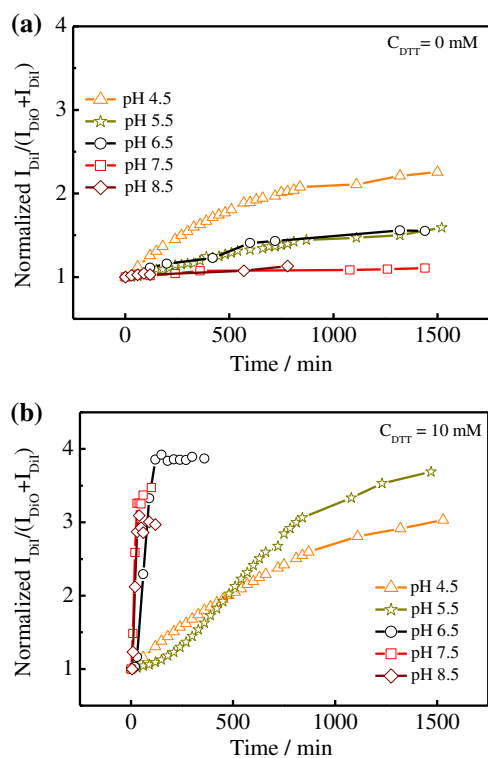 (a)
C_DTT = 0 mM
pH 4.5
pH 5.5
pH 6.5
pH 7.5
pH 8.5
Normalized I_DiI/(I_DiO+I_DiI)
4
3
2
1
0 500 1000 1500
Time / min
(b)
C_DTT = 10 mM
Normalized I_DiI/(I_DiO+I_DiI)
4
3
2
1
pH 4.5
pH 5.5
pH 6.5
pH 7.5
pH 8.5
0 500 1000 1500
Time / min